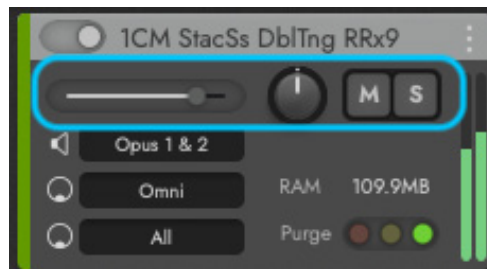 1CM StacSs DblTng RRx9
M S
Opus 1 & 2
Omni RAM 109.9MB
All Purge